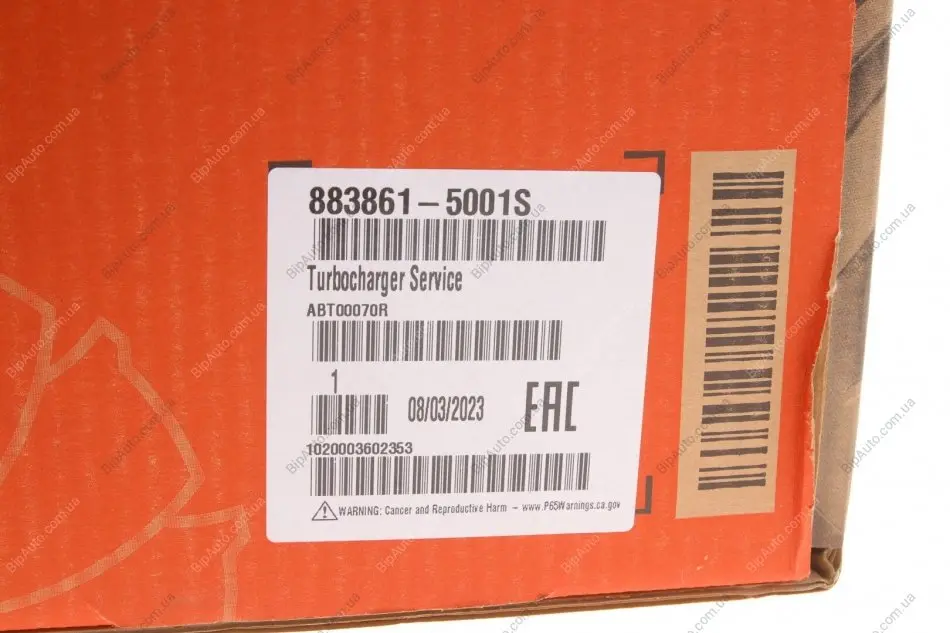 883861-5001S
Turbocharger Service
ABT00070R
1
08/03/2023
EAC
1020003602353
WARNING: Cancer and Reproductive Harm - www.P65Warnings.ca.gov
BipAuto.com.ua